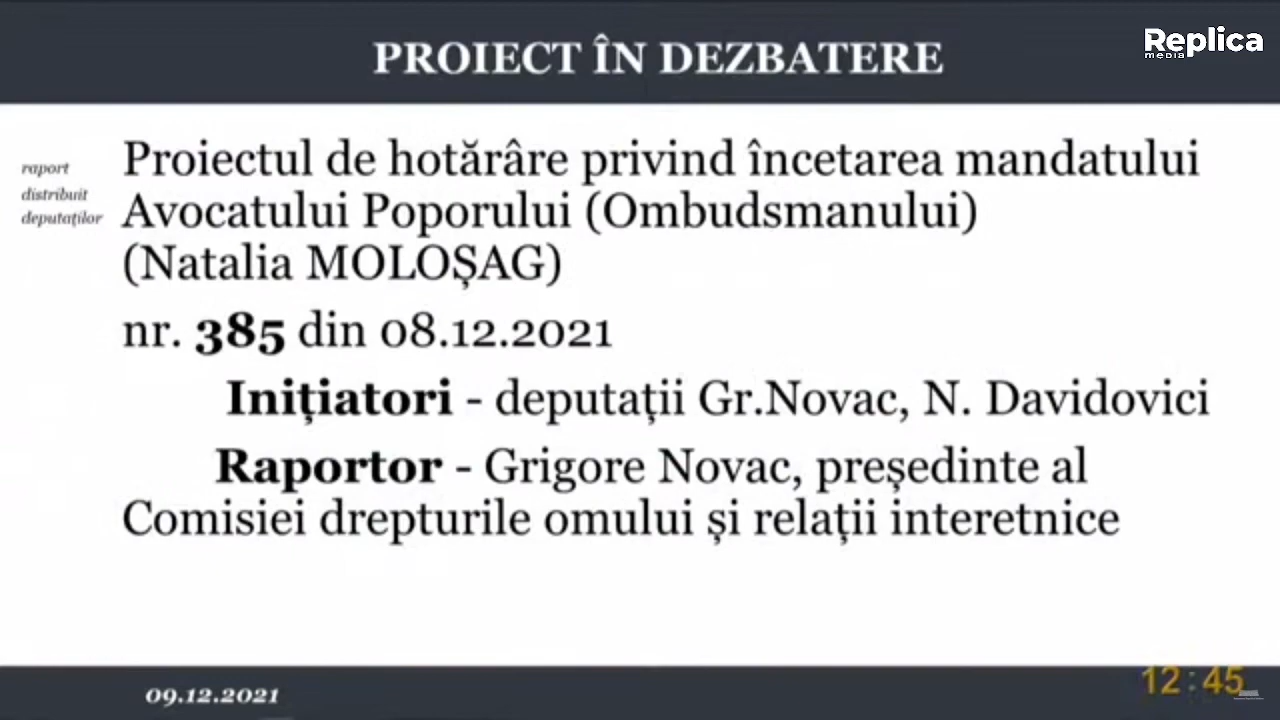 PROIECT ÎN DEZBATERE
Replica
MEDIA
raport
distribuit
deputaților
Proiectul de hotărâre privind încetarea mandatului
Avocatului Poporului (Ombudsmanului)
(Natalia MOLOȘAG)
nr. 385 din 08.12.2021
Inițiatori - deputații Gr.Novac, N. Davidovici
Raportor - Grigore Novac, președinte al
Comisiei drepturile omului și relații interetnice
09.12.2021
12:45